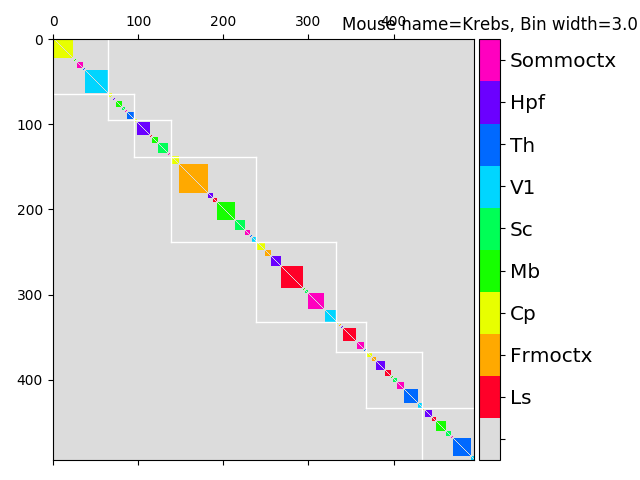 Mouse name=Krebs, Bin width=3.0
0 100 200 300 400
0
100
200
300
400
Sommoctx
Hpf
Th
V1
Sc
Mb
Cp
Frmoctx
Ls